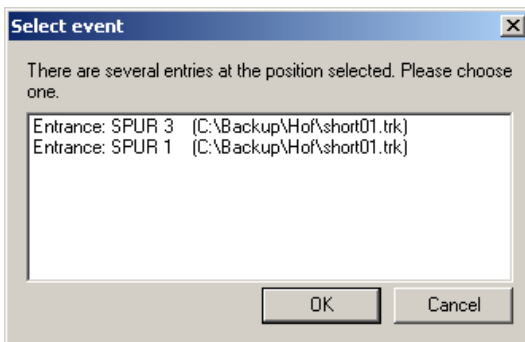 Select event
There are several entries at the position selected. Please choose
one.
Entrance: SPUR 3 (C:\Backup\Hof\short01.trk)
Entrance: SPUR 1 (C:\Backup\Hof\short01.trk)
OK Cancel